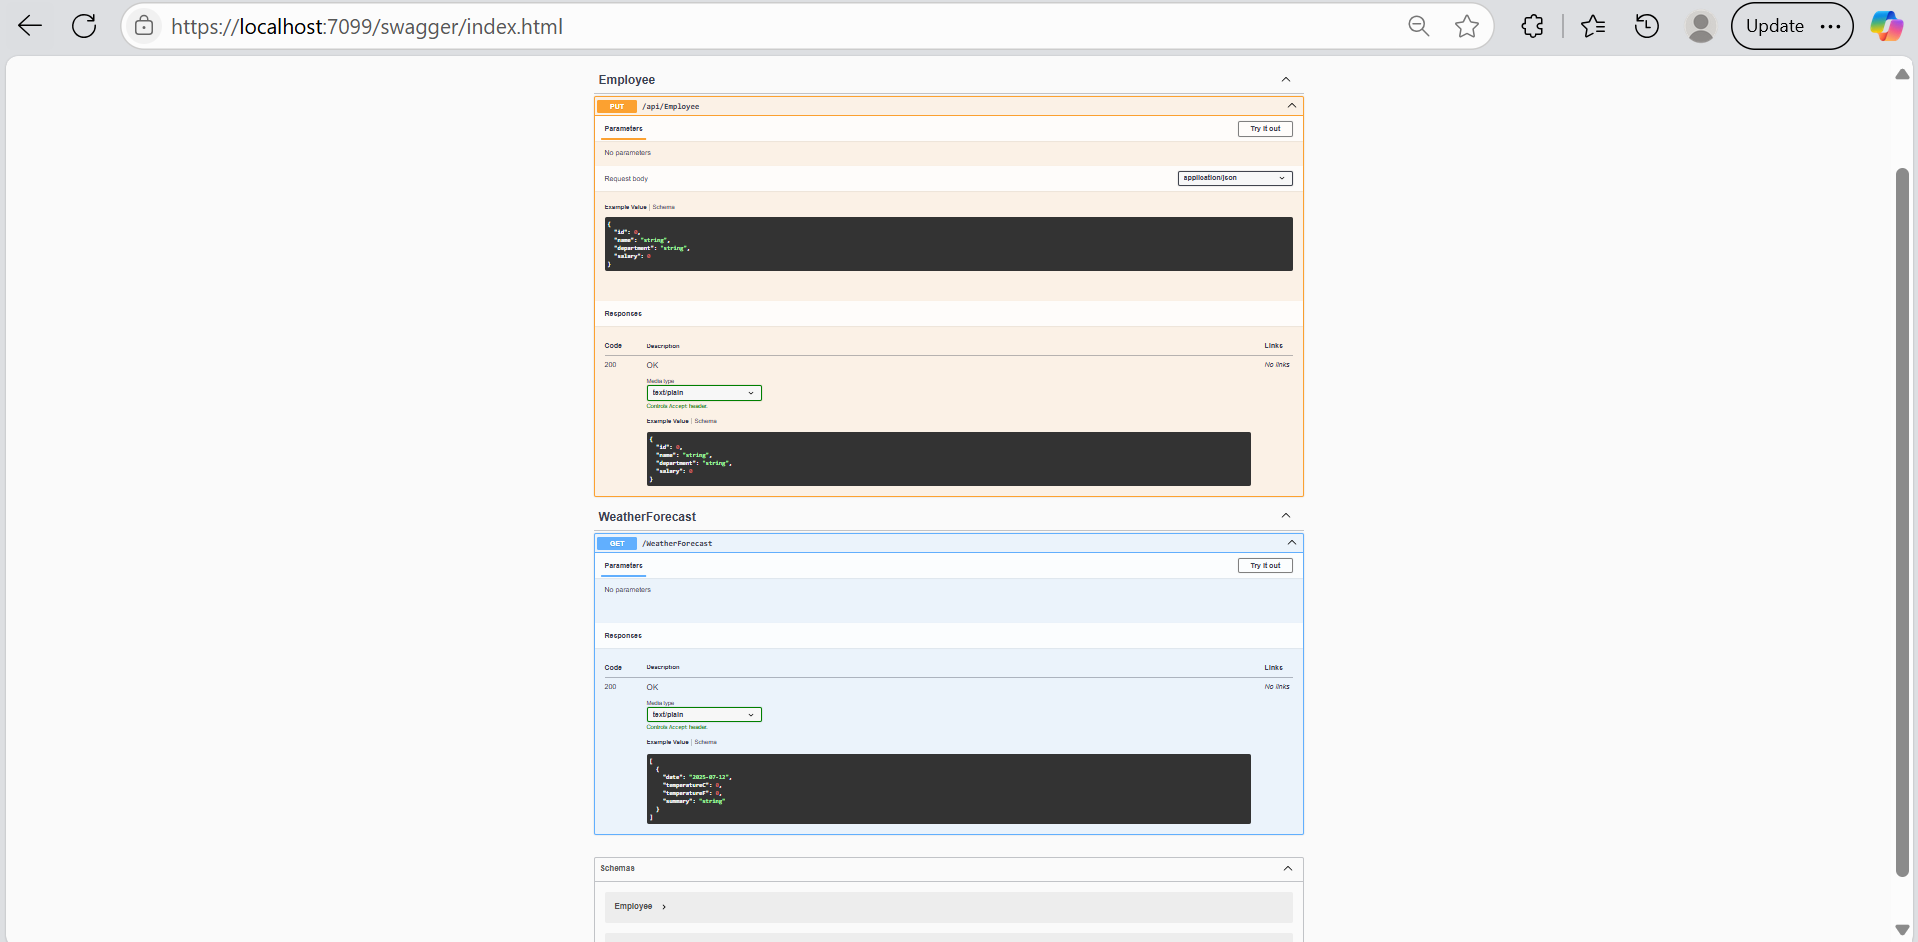 https://localhost:7099/swagger/index.html
Update
Employee
PUT /api/Employee
Parameters
Try it out
No parameters
Request body
application/json
Example Value | Schema
{
"id": 0,
"name": "string",
"department": "string",
"salary": 0
}
Responses
Code Description Links
200 OK No links
Media type
text/plain
Controls Accept header.
Example Value | Schema
{
"id": 0,
"name": "string",
"department": "string",
"salary": 0
}
WeatherForecast
GET /WeatherForecast
Parameters
Try it out
No parameters
Responses
Code Description Links
200 OK No links
Media type
text/plain
Controls Accept header.
Example Value | Schema
[
{
"date": "2025-07-12",
"temperatureC": 0,
"temperatureF": 0,
"summary": "string"
}
]
Schemas
Employee